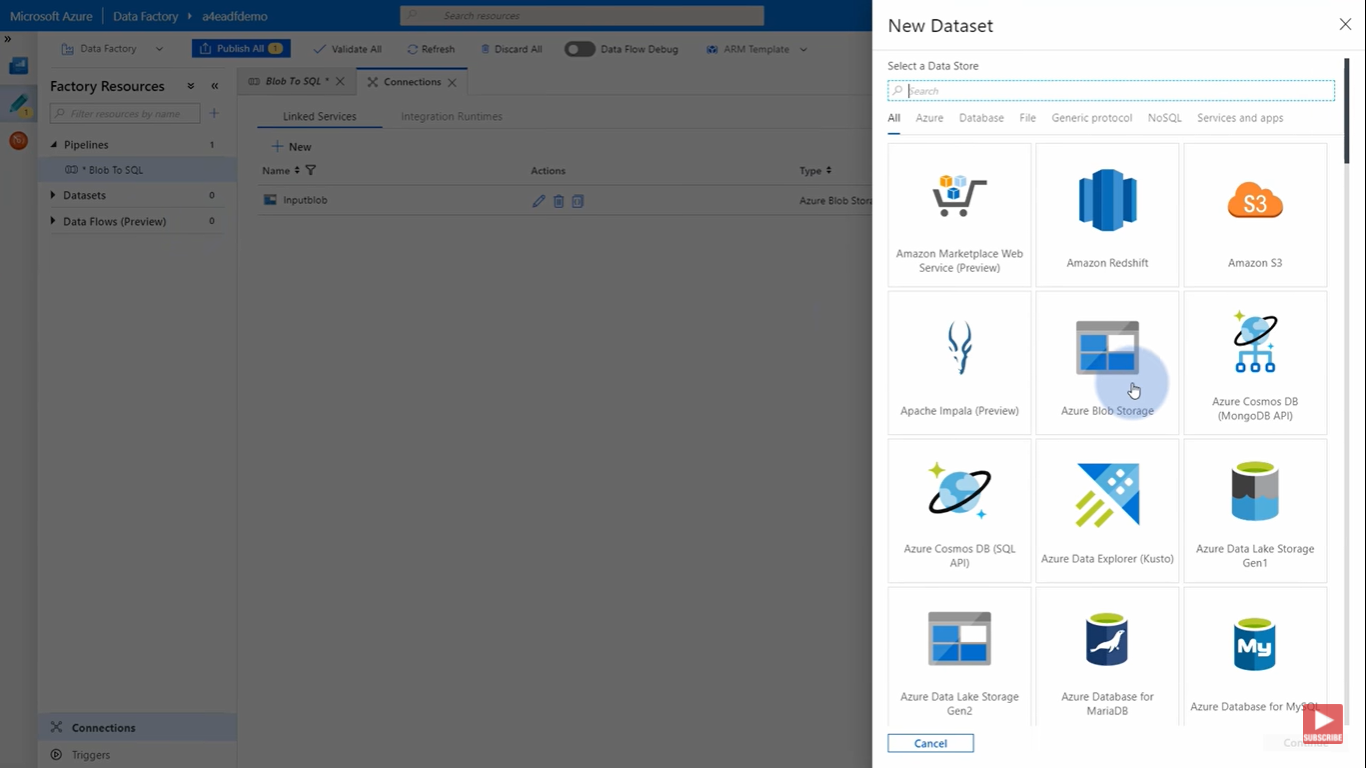 Microsoft Azure
Data Factory
a4eadfdemo
Search resources
»
Data Factory
Publish All 1
Validate All
Refresh
Discard All
Data Flow Debug
ARM Template
1
Factory Resources
«
Filter resources by name
+
Pipelines 1
* Blob To SQL
Datasets 0
Data Flows (Preview) 0
Connections
Triggers
Blob To SQL *
Connections
Linked Services
Integration Runtimes
+ New
Name
Actions
Type
Inputblob
Azure Blob Stora
New Dataset
Select a Data Store
Search
All Azure Database File Generic protocol NoSQL Services and apps
Amazon Marketplace Web
Service (Preview)
Amazon Redshift
S3
Amazon S3
Apache Impala (Preview)
Azure Blob Storage
Azure Cosmos DB
(MongoDB API)
Azure Cosmos DB (SQL
API)
Azure Data Explorer (Kusto)
Azure Data Lake Storage
Gen1
Azure Data Lake Storage
Gen2
Azure Database for
MariaDB
My
Azure Database for MySQL
SUBSCRIBE
Cancel
Continue